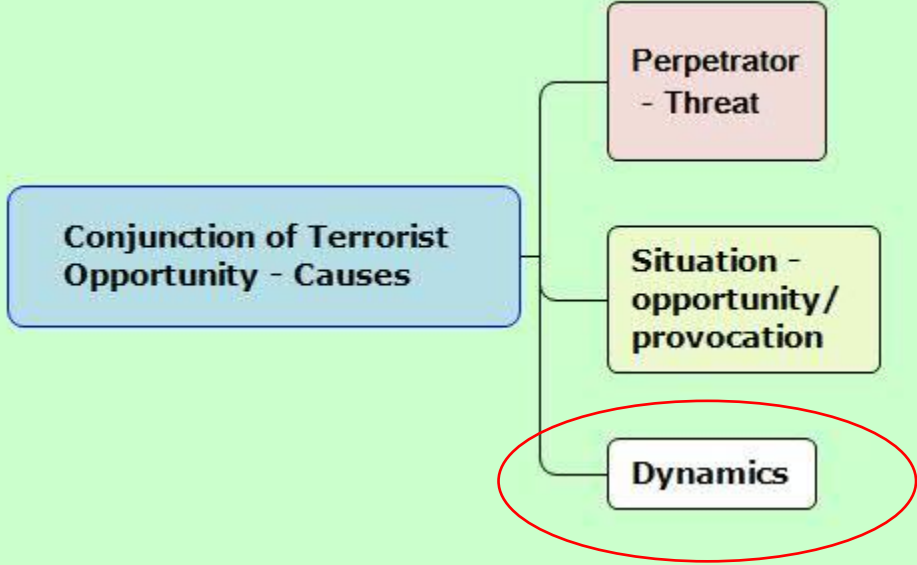 Perpetrator
- Threat
Conjunction of Terrorist
Opportunity - Causes
Situation -
opportunity/
provocation
Dynamics